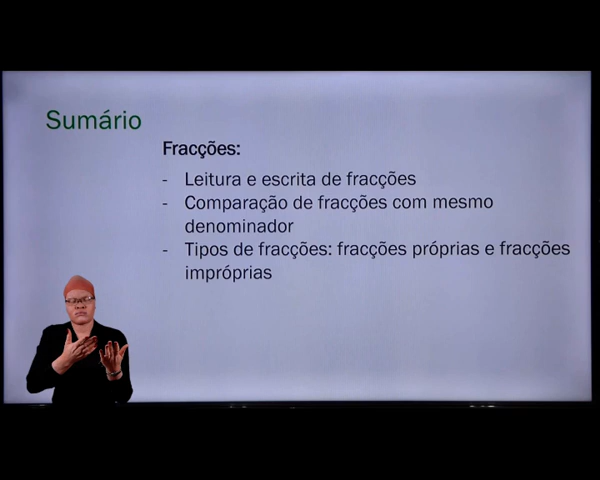 Sumário
Fracções:
- Leitura e escrita de fracções
- Comparação de fracções com mesmo
denominador
- Tipos de fracções: fracções próprias e fracções
impróprias